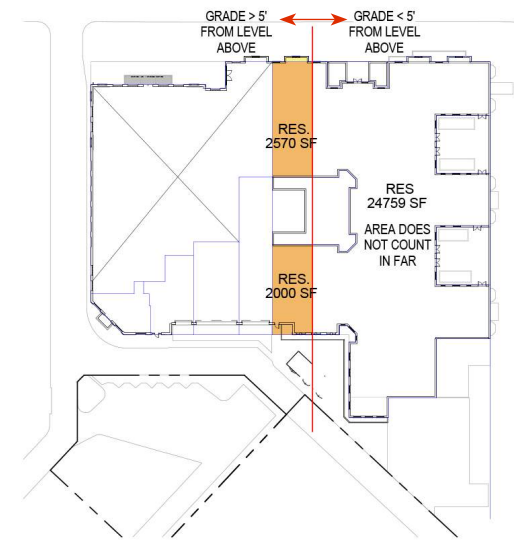 GRADE > 5'
FROM LEVEL
ABOVE
GRADE < 5'
FROM LEVEL
ABOVE
RES.
2570 SF
RES
24759 SF
AREA DOES
NOT COUNT
IN FAR
RES.
2000 SF